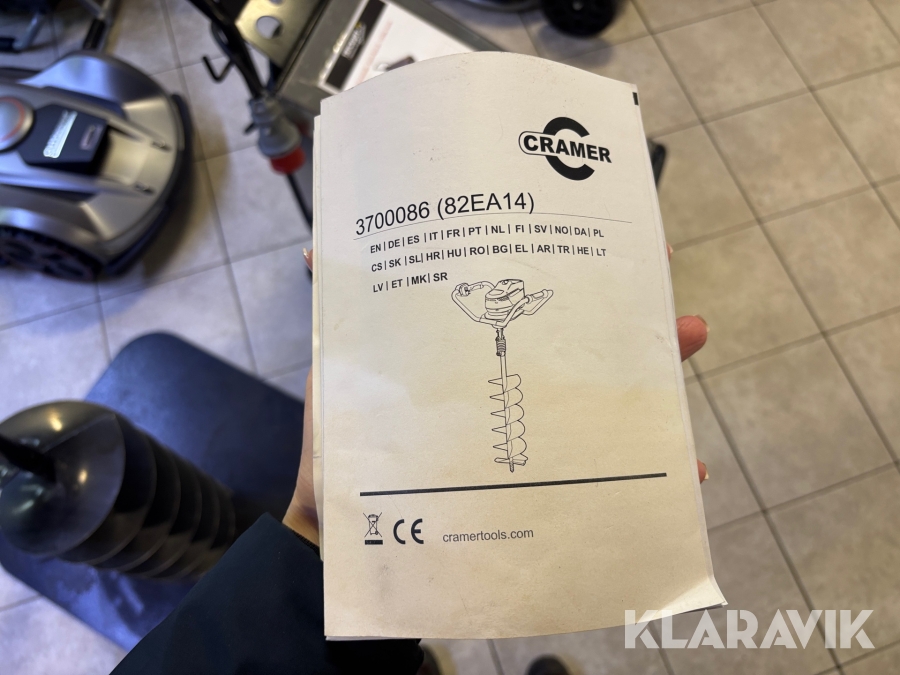 CRAMER
3700086 (82EA14)
EN | DE | ES | IT | FR | PT | NL | FI | SV | NO | DA | PL
CS | SK | SL | HR | HU | RO | BG | EL | AR | TR | HE | LT
LV | ET | MK | SR
CE
cramertools.com
KLARAVIK